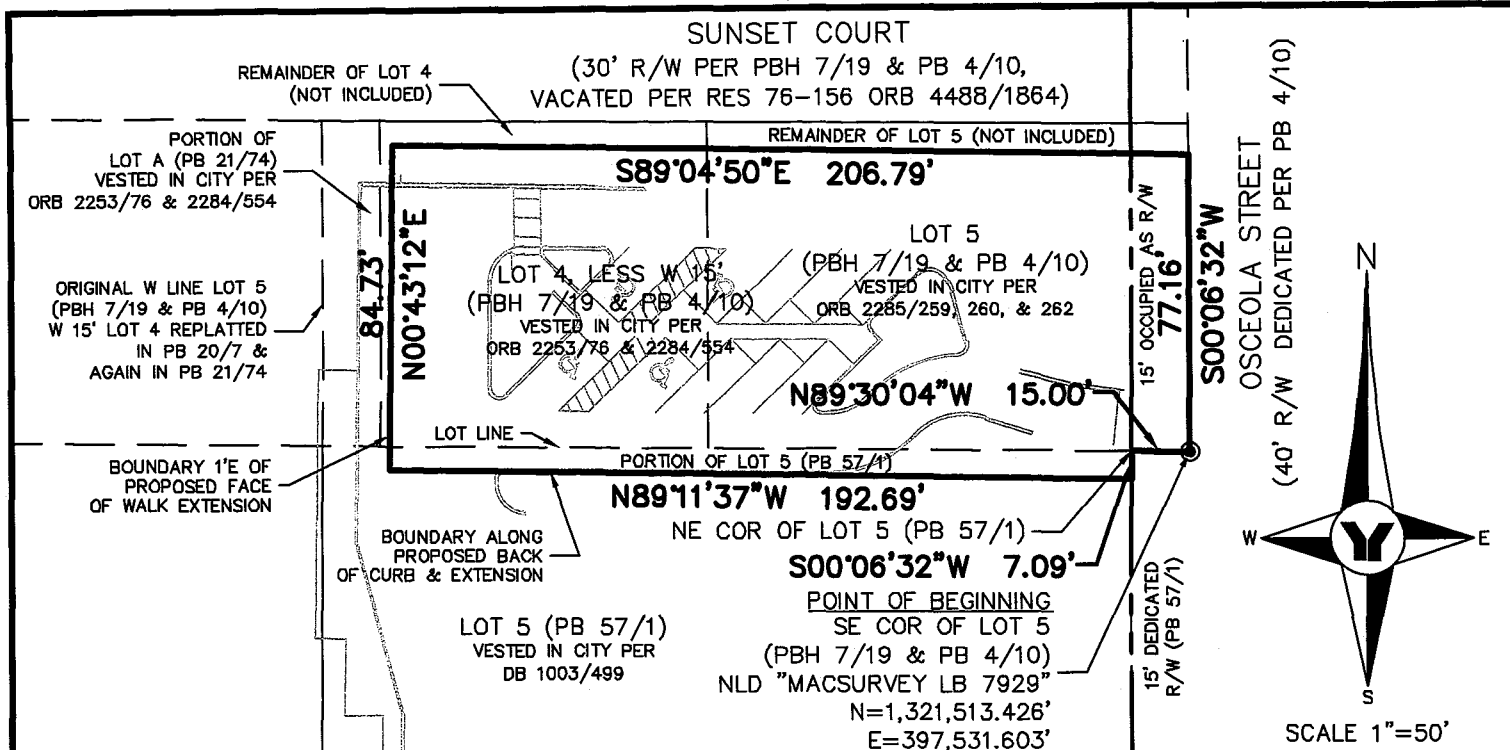 SUNSET COURT
(30' R/W PER PBH 7/19 & PB 4/10,
VACATED PER RES 76-156 ORB 4488/1864)
REMAINDER OF LOT 4
(NOT INCLUDED)
REMAINDER OF LOT 5 (NOT INCLUDED)
PORTION OF
LOT A (PB 21/74)
VESTED IN CITY PER
ORB 2253/76 & 2284/554
S89°04'50"E 206.79'
84.73'
N00°43'12"E
LOT 4, LESS W 15'
(PBH 7/19 & PB 4/10)
VESTED IN CITY PER
ORB 2253/76 & 2284/554
LOT 5
(PBH 7/19 & PB 4/10)
VESTED IN CITY PER
ORB 2285/259, 260, & 262
15' OCCUPIED AS R/W
77.16'
S00°06'32"W
OSCEOLA STREET
(40' R/W DEDICATED PER PB 4/10)
ORIGINAL W LINE LOT 5
(PBH 7/19 & PB 4/10)
W 15' LOT 4 REPLATTED
IN PB 20/7 &
AGAIN IN PB 21/74
N89°30'04"W 15.00'
LOT LINE
PORTION OF LOT 5 (PB 57/1)
BOUNDARY 1'E OF
PROPOSED FACE
OF WALK EXTENSION
N89°11'37"W 192.69'
NE COR OF LOT 5 (PB 57/1)
BOUNDARY ALONG
PROPOSED BACK
OF CURB & EXTENSION
S00°06'32"W 7.09'
POINT OF BEGINNING
SE COR OF LOT 5
(PBH 7/19 & PB 4/10)
NLD "MACSURVEY LB 7929"
N=1,321,513.426'
E=397,531.603'
LOT 5 (PB 57/1)
VESTED IN CITY PER
DB 1003/499
15' DEDICATED
R/W (PB 57/1)
N
W
E
S
SCALE 1"=50'